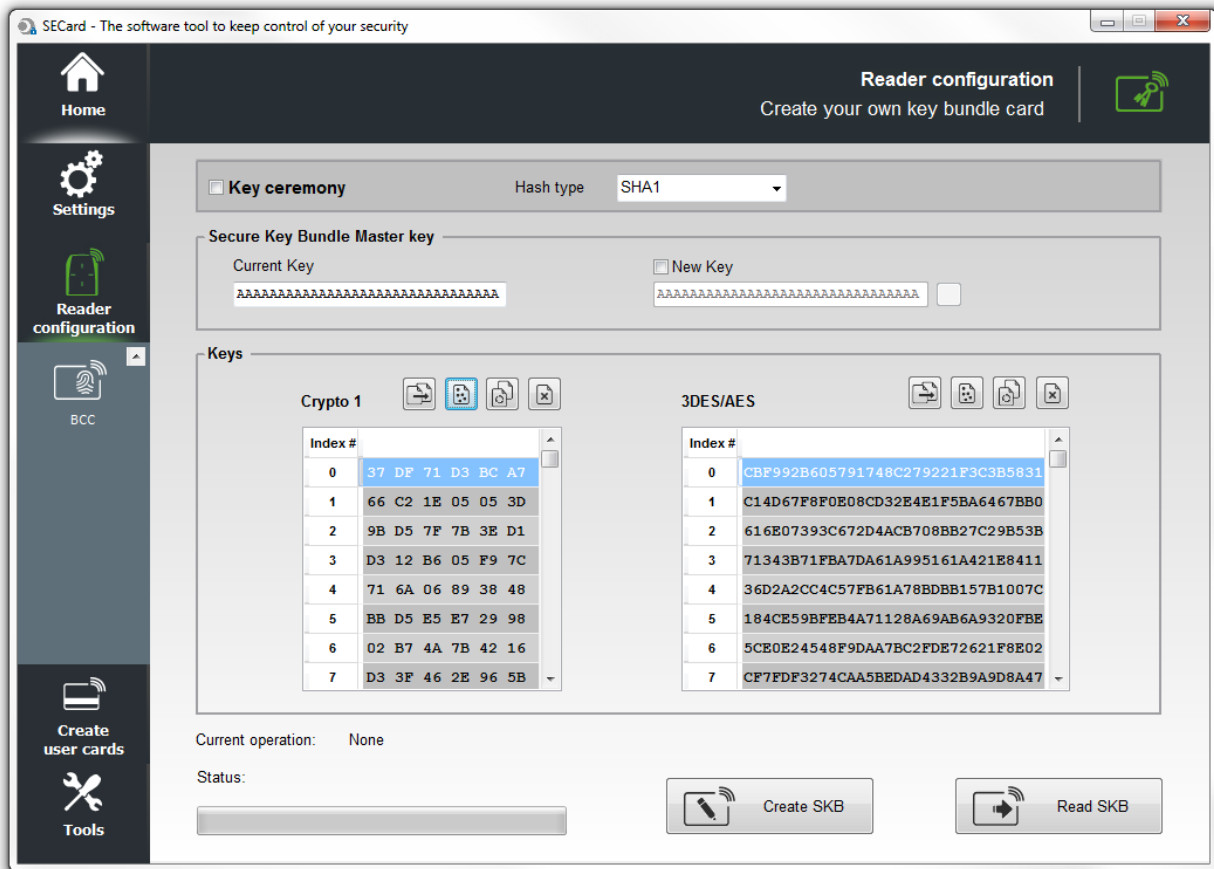 SECard - The software tool to keep control of your security
Home
Reader configuration
Create your own key bundle card
Settings
Reader
configuration
BCC
Create
user cards
Tools
Key ceremony
Hash type
SHA1
Secure Key Bundle Master key
Current Key
New Key
AAAAAAAAAAAAAAAAAAAAAAAAAAAAAAAA
AAAAAAAAAAAAAAAAAAAAAAAAAAAAAAAA
Keys
Crypto 1
Index #
0 37 DF 71 D3 BC A7
1 66 C2 1E 05 05 3D
2 9B D5 7F 7B 3E D1
3 D3 12 B6 05 F9 7C
4 71 6A 06 89 38 48
5 BB D5 E5 E7 29 98
6 02 B7 4A 7B 42 16
7 D3 3F 46 2E 96 5B
3DES/AES
Index #
0 CBF992B605791748C279221F3C3B5831
1 C14D67F8F0E08CD32E4E1F5BA6467BB0
2 616E07393C672D4ACB708BB27C29B53B
3 71343B71FBA7DA61A995161A421E8411
4 36D2A2CC4C57FB61A78BDBB157B1007C
5 184CE59BFEB4A71128A69AB6A9320FBE
6 5CE0E24548F9DAA7BC2FDE72621F8E02
7 CF7FDF3274CAA5BEDAD4332B9A9D8A47
Current operation: None
Status:
Create SKB
Read SKB